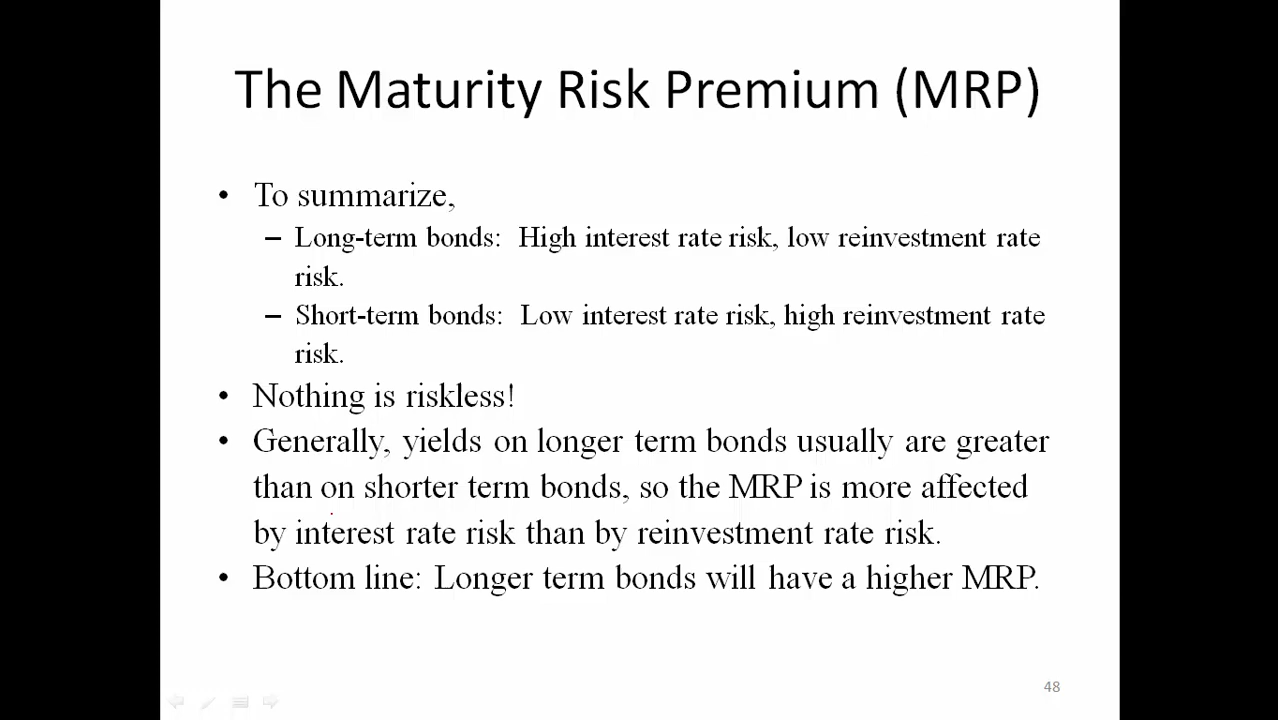 The Maturity Risk Premium (MRP)
• To summarize,
– Long-term bonds: High interest rate risk, low reinvestment rate
risk.
– Short-term bonds: Low interest rate risk, high reinvestment rate
risk.
• Nothing is riskless!
• Generally, yields on longer term bonds usually are greater
than on shorter term bonds, so the MRP is more affected
by interest rate risk than by reinvestment rate risk.
• Bottom line: Longer term bonds will have a higher MRP.
48